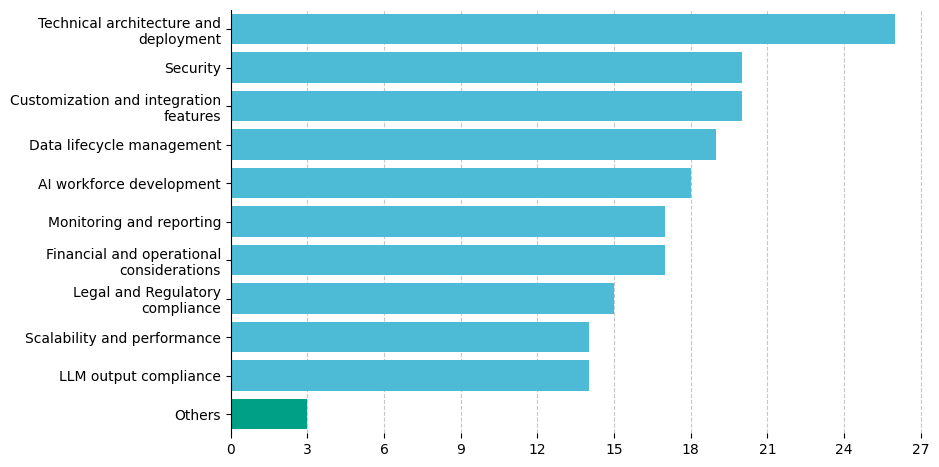 Technical architecture and
deployment
Security
Customization and integration
features
Data lifecycle management
AI workforce development
Monitoring and reporting
Financial and operational
considerations
Legal and Regulatory
compliance
Scalability and performance
LLM output compliance
Others
0 3 6 9 12 15 18 21 24 27